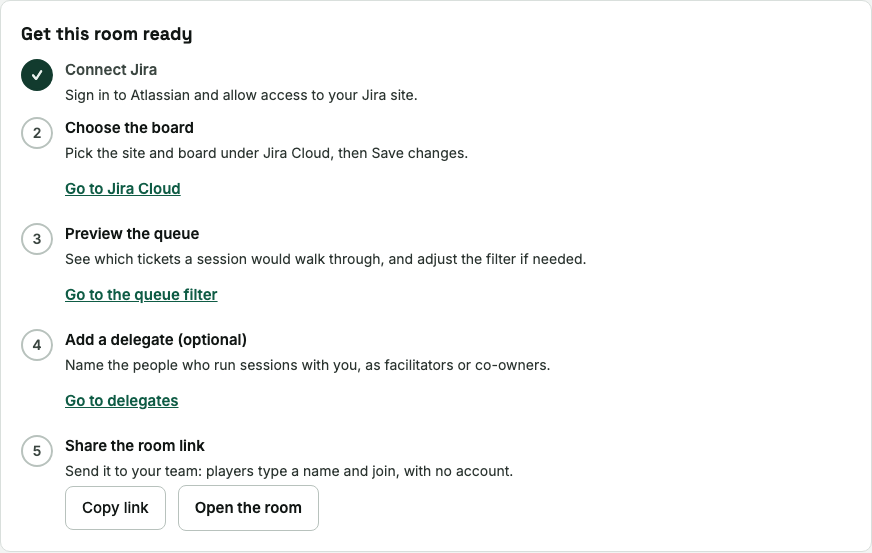 Get this room ready
Connect Jira
Sign in to Atlassian and allow access to your Jira site.
2
Choose the board
Pick the site and board under Jira Cloud, then Save changes.
Go to Jira Cloud
3
Preview the queue
See which tickets a session would walk through, and adjust the filter if needed.
Go to the queue filter
4
Add a delegate (optional)
Name the people who run sessions with you, as facilitators or co-owners.
Go to delegates
5
Share the room link
Send it to your team: players type a name and join, with no account.
Copy link
Open the room